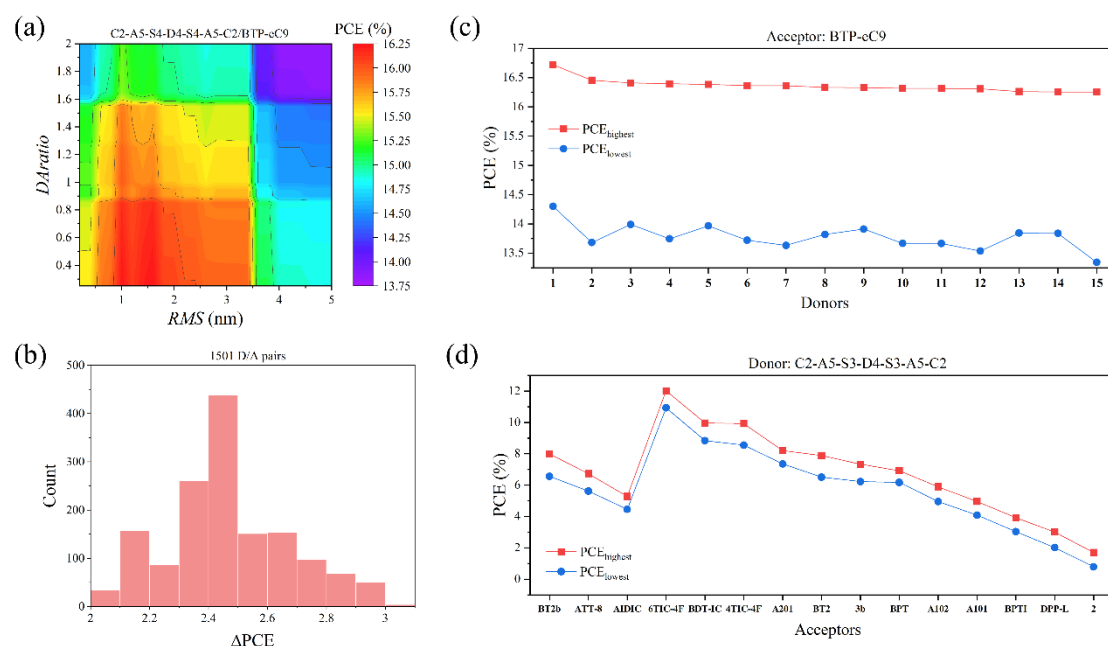 (a)
C2-A5-S4-D4-S4-A5-C2/BTP-eC9
PCE (%)
DAratio
2
1.8
1.6
1.4
1.2
1
0.8
0.6
0.4
1 2 3 4 5
RMS (nm)
16.25
16.00
15.75
15.50
15.25
15.00
14.75
14.50
14.25
14.00
13.75
(b)
1501 D/A pairs
Count
500
400
300
200
100
0
2 2.2 2.4 2.6 2.8 3
ΔPCE
(c)
Acceptor: BTP-eC9
PCE (%)
17
16.5
16
15.5
15
14.5
14
13.5
PCEhighest
PCElowest
1 2 3 4 5 6 7 8 9 10 11 12 13 14 15
Donors
(d)
Donor: C2-A5-S3-D4-S3-A5-C2
PCE (%)
12
10
8
6
4
2
0
PCEhighest
PCElowest
BT2b ATT-8 AIDIC 6TIC-4F BDT-IC 4TIC-4F A201 BT2 3b BPT A102 A101 BPTI DPP-L 2
Acceptors